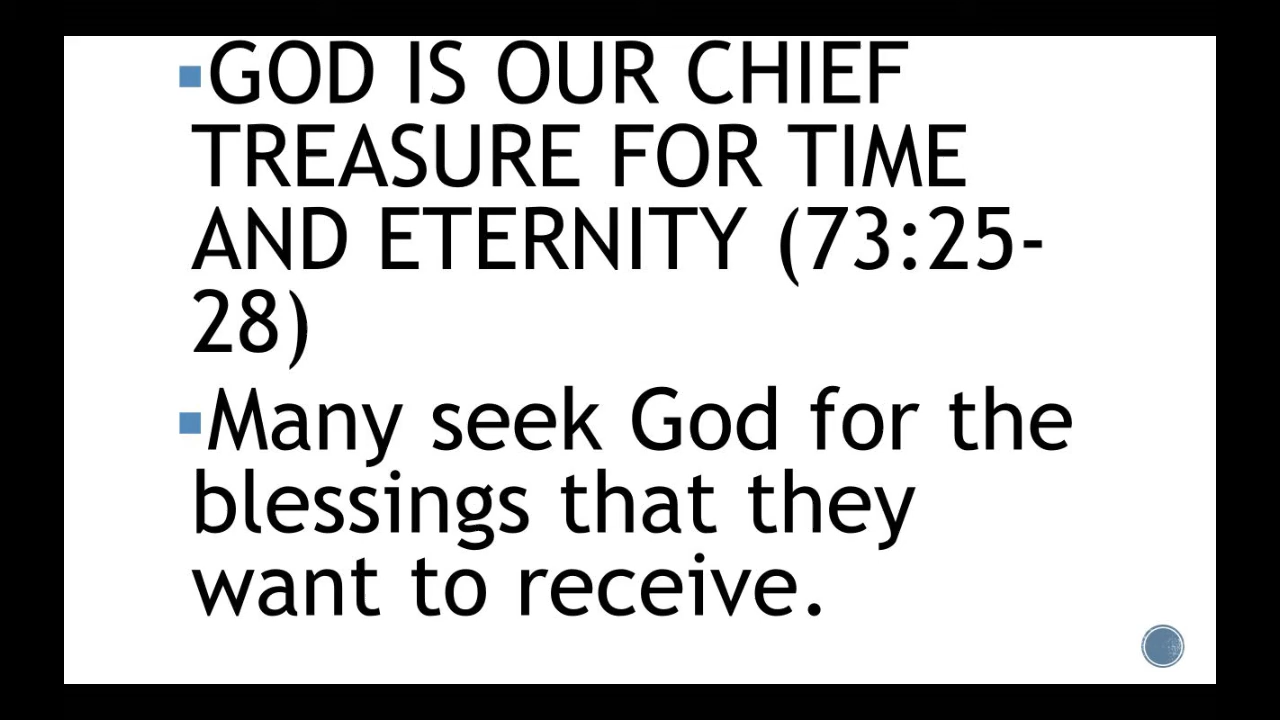 ▪GOD IS OUR CHIEF
TREASURE FOR TIME
AND ETERNITY (73:25-
28)
▪Many seek God for the
blessings that they
want to receive.